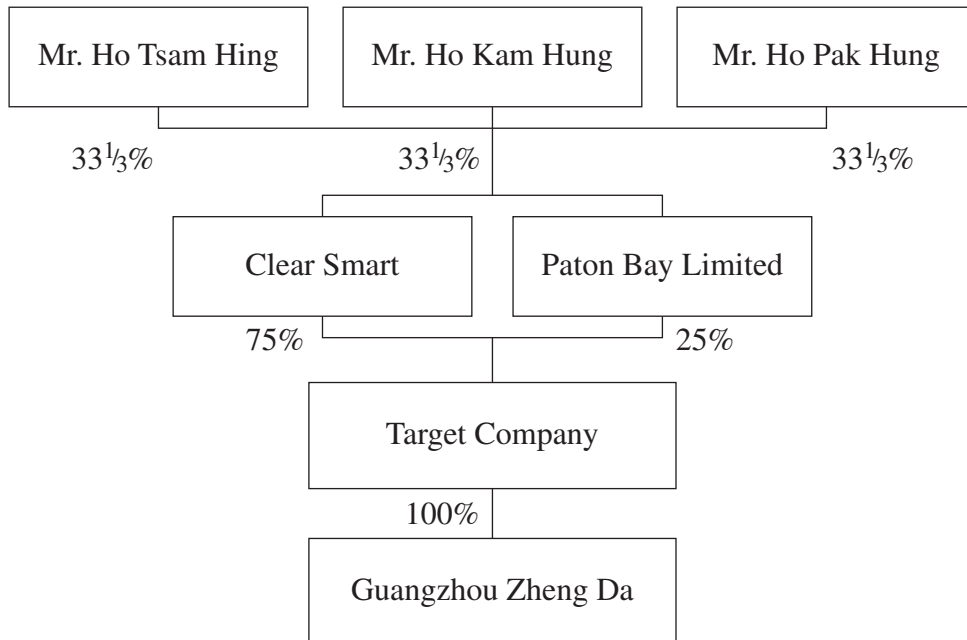 Mr. Ho Tsam Hing
Mr. Ho Kam Hung
Mr. Ho Pak Hung
33⅓%
33⅓%
33⅓%
Clear Smart
Paton Bay Limited
75%
25%
Target Company
100%
Guangzhou Zheng Da